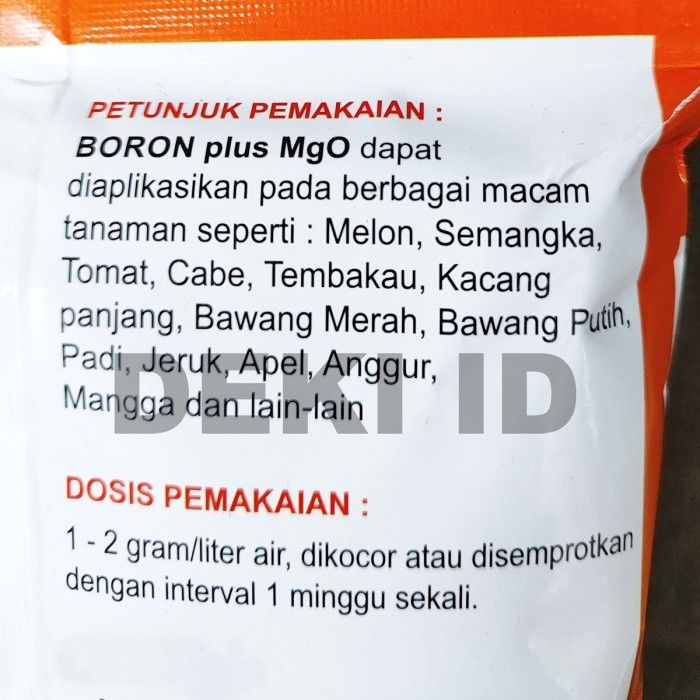 PETUNJUK PEMAKAIAN :
BORON plus MgO dapat
diaplikasikan pada berbagai macam
tanaman seperti : Melon, Semangka,
Tomat, Cabe, Tembakau, Kacang
panjang, Bawang Merah, Bawang Putih,
Padi, Jeruk, Apel, Anggur,
Mangga dan lain-lain
DEKI ID
DOSIS PEMAKAIAN :
1 - 2 gram/liter air, dikocor atau disemprotkan
dengan interval 1 minggu sekali.